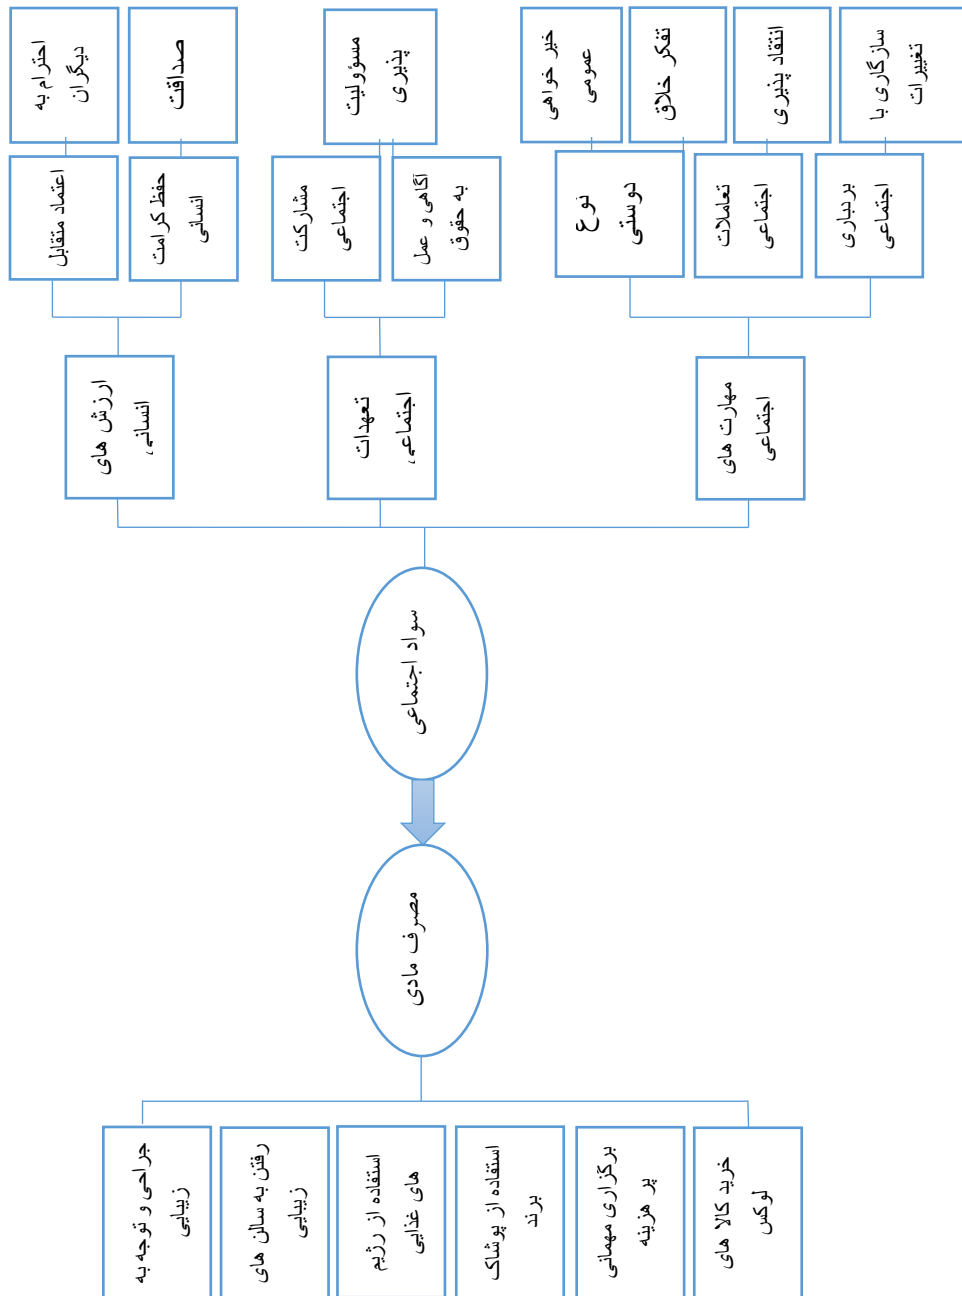 احترام به
دیگران
صداقت
مسؤولیت
پذیری
خیر خواهی
عمومی
تفکر خلاق
انتقاد پذیری
سازگاری با
تغییرات
اعتماد متقابل
حفظ کرامت
انسانی
مشارکت
اجتماعی
آگاهی و عمل
به حقوق
نوع
دوستی
تعاملات
اجتماعی
بردباری
اجتماعی
ارزش های
انسانی,
تعهدات
اجتماعی,
مهارت های
اجتماعی
سواد اجتماعی
مصرف مادی
جراحی و توجه به
زیبایی
رفتن به سالن های
زیبایی
استفاده از رژیم
های غذایی
استفاده از پوشاک
برند
برگزاری مهمانی
پر هزینه
خرید کالا های
لوکس